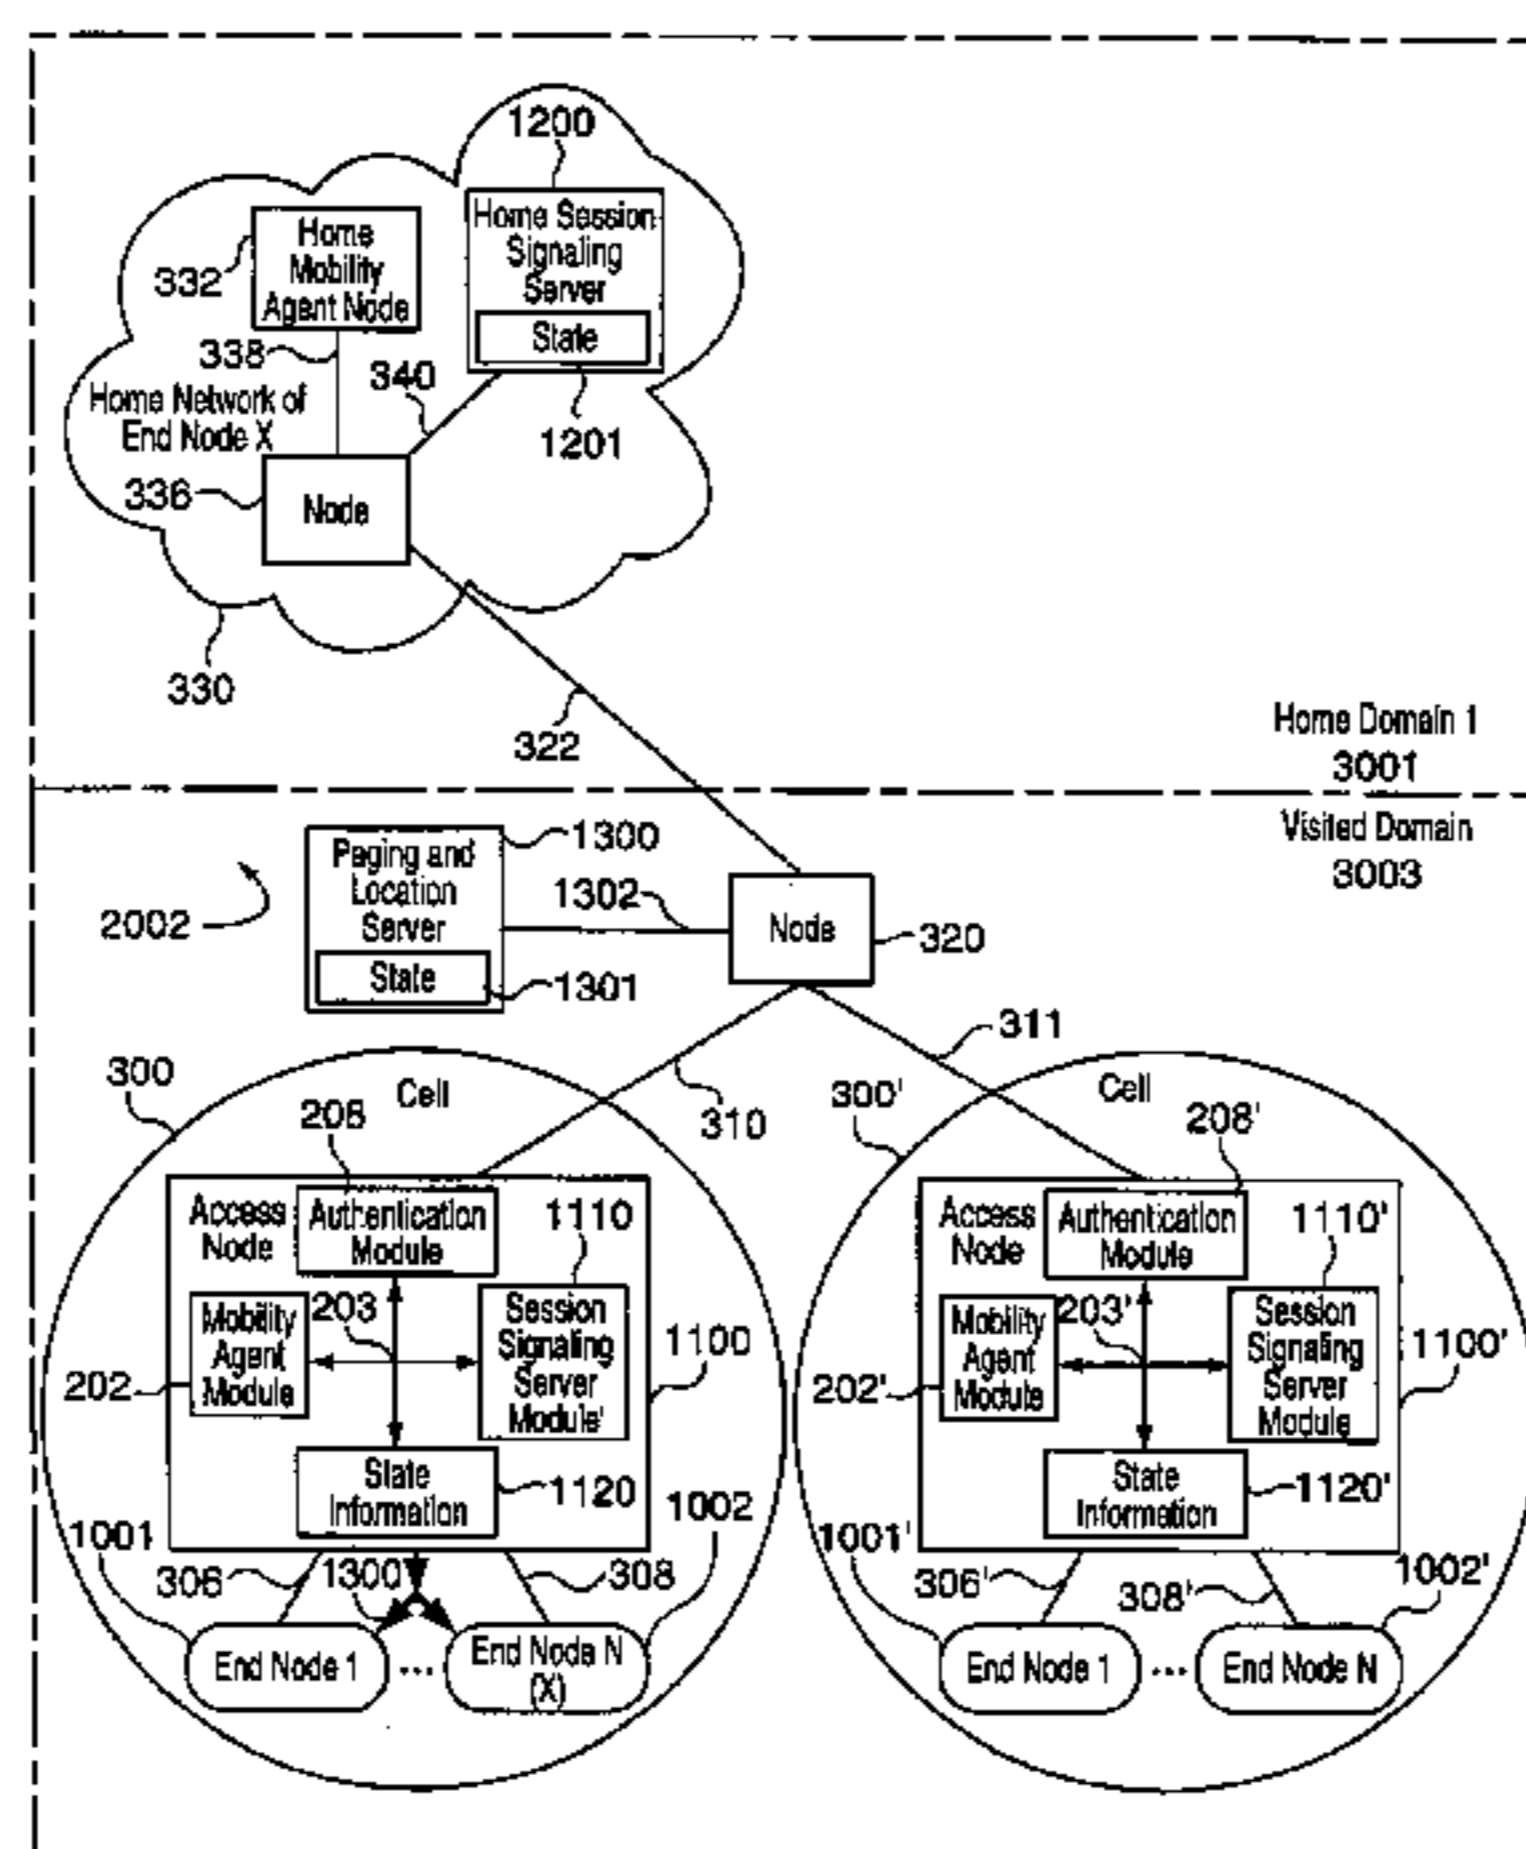 1200
Home Session
Signaling
Server
State
1201
Home
Mobility
Agent Node
332
338
340
Home Network of
End Node X
336
Node
330
322
Home Domain 1
3001
Visited Domain
3003
1300
Paging and
Location
Server
State
1301
1302
2002
Node
320
311
310
300
Cell
208
Access
Node
Authentication
Module
1110
203
Mobility
Agent
Module
202
Session
Signaling
Server
Module'
1100
State
Information
1120
1001
306
1300'
308
1002
End Node 1
...
End Node N
(X)
300'
Cell
208'
Access
Node
Authentication
Module
1110'
203'
Mobility
Agent
Module
202'
Session
Signaling
Server
Module
1100'
State
Information
1120'
1001'
306'
308'
1002'
End Node 1
...
End Node N